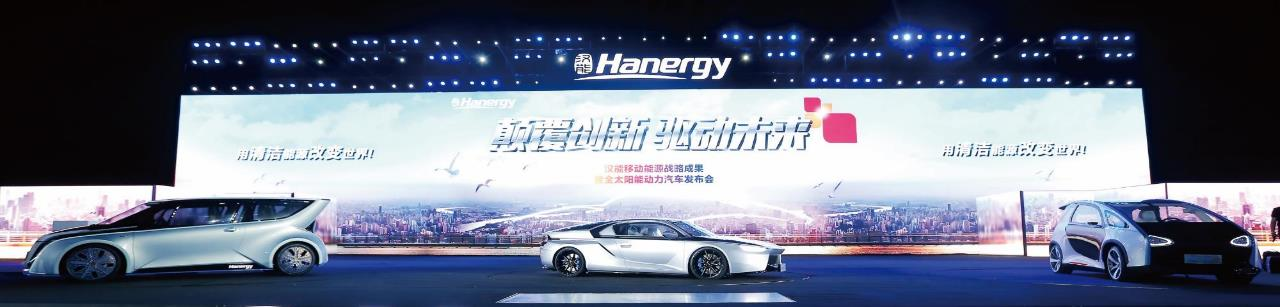 汉能 Hanergy
Hanergy
颠覆创新 驱动未来
用清洁能源改变世界!
汉能移动能源战略成果
暨全太阳能动力汽车发布会
用清洁能源改变世界!
Hanergy